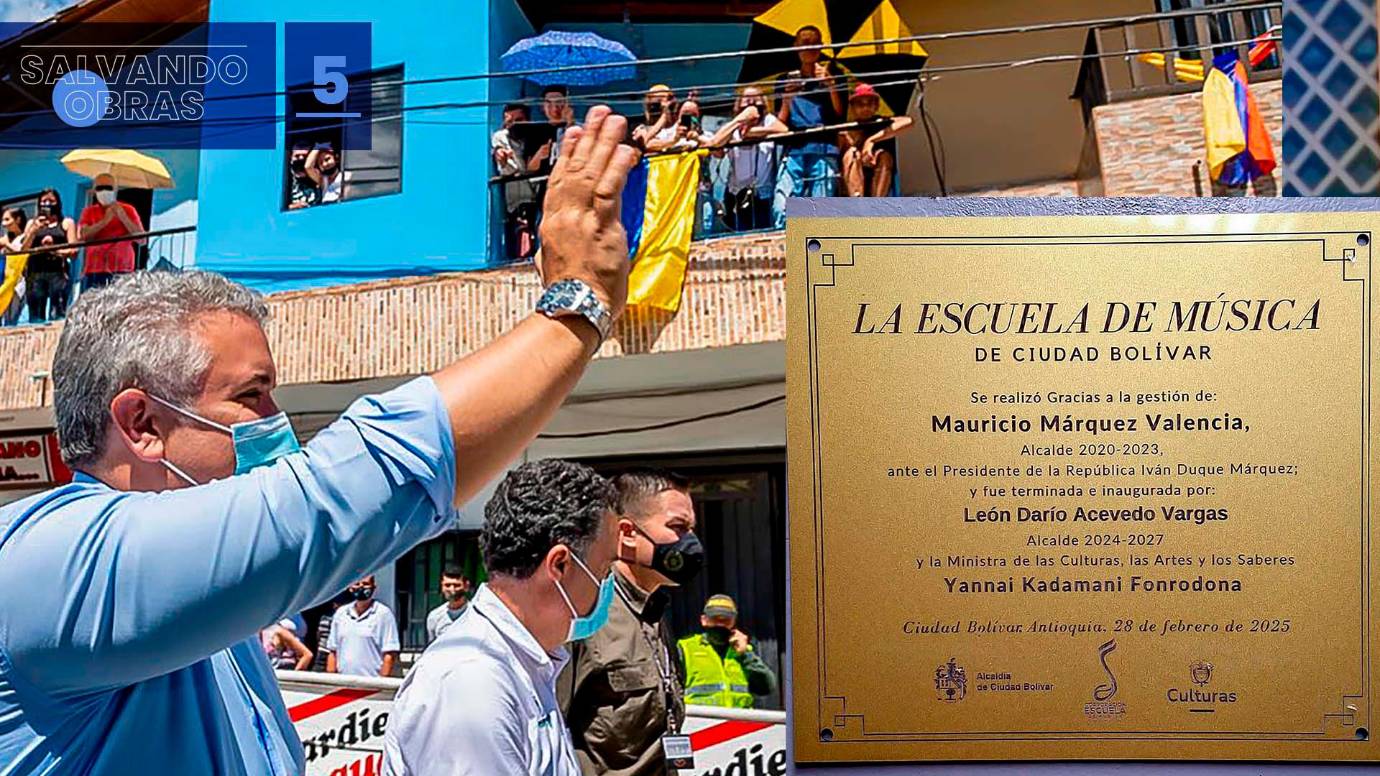 SALVANDO
OBRAS
5
LA ESCUELA DE MÚSICA
DE CIUDAD BOLÍVAR
Se realizó Gracias a la gestión de:
Mauricio Márquez Valencia,
Alcalde 2020-2023,
ante el Presidente de la República Iván Duque Márquez;
y fue terminada e inaugurada por:
León Darío Acevedo Vargas
Alcalde 2024-2027
y la Ministra de las Culturas, las Artes y los Saberes
Yannai Kadamani Fonrodona
Ciudad Bolívar, Antioquia. 28 de febrero de 2025
Alcaldía
de Ciudad Bolívar
ESCUELA
Culturas